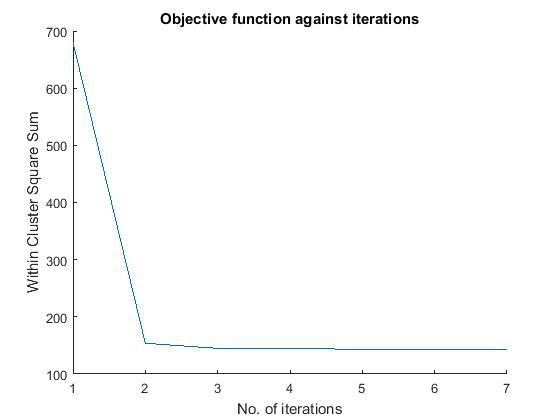 Objective function against iterations
700
600
500
400
300
200
100
Within Cluster Square Sum
1 2 3 4 5 6 7
No. of iterations